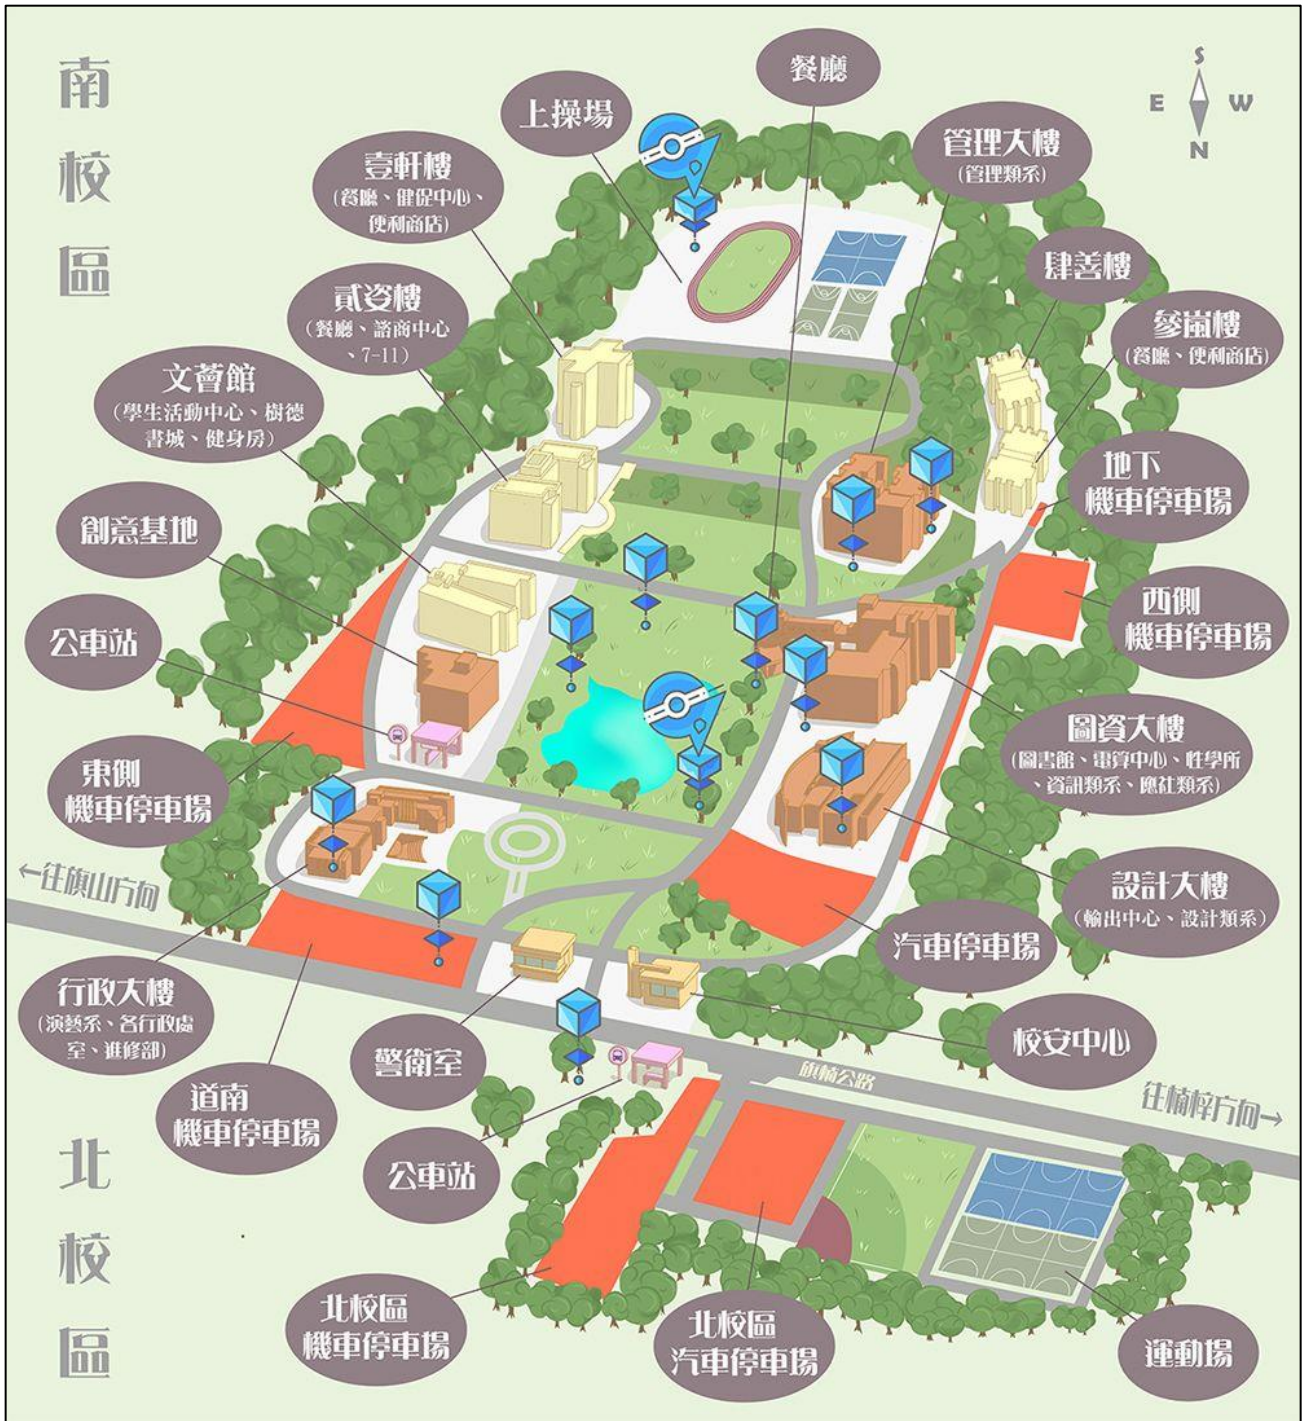 南
校
區
S
E
W
N
餐廳
上操場
管理大樓
(管理類系)
壹軒樓
(餐廳、健促中心、
便利商店)
肆善樓
貳姿樓
(餐廳、諮商中心
、7-11)
參嵐樓
(餐廳、便利商店)
文薈館
(學生活動中心、樹德
書城、健身房)
地下
機車停車場
創意基地
西側
機車停車場
公車站
圖資大樓
(圖書館、電算中心、性學所
、資訊類系、應社類系)
東側
機車停車場
←往旗山方向
設計大樓
(輸出中心、設計類系)
汽車停車場
行政大樓
(演藝系、各行政處
室、進修部)
校安中心
警衛室
道南
機車停車場
旗楠公路
往楠梓方向→
公車站
北
校
區
北校區
機車停車場
北校區
汽車停車場
運動場